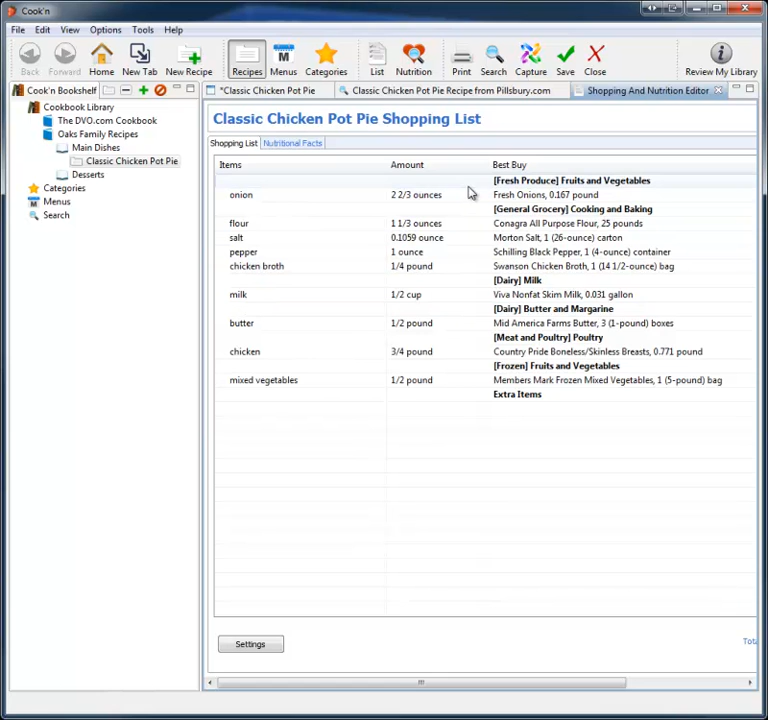 Cook'n
File Edit View Options Tools Help
Back Forward Home New Tab New Recipe Recipes Menus Categories List Nutrition Print Search Capture Save Close Review My Library
Cook'n Bookshelf
*Classic Chicken Pot Pie Classic Chicken Pot Pie Recipe from Pillsbury.com Shopping And Nutrition Editor
Cookbook Library
The DVO.com Cookbook
Oaks Family Recipes
Main Dishes
Classic Chicken Pot Pie
Desserts
Categories
Menus
Search
Classic Chicken Pot Pie Shopping List
Shopping List Nutritional Facts
Items Amount Best Buy
[Fresh Produce] Fruits and Vegetables
onion 2 2/3 ounces Fresh Onions, 0.167 pound
[General Grocery] Cooking and Baking
flour 1 1/3 ounces Conagra All Purpose Flour, 25 pounds
salt 0.1059 ounce Morton Salt, 1 (26-ounce) carton
pepper 1 ounce Schilling Black Pepper, 1 (4-ounce) container
chicken broth 1/4 pound Swanson Chicken Broth, 1 (14 1/2-ounce) bag
[Dairy] Milk
milk 1/2 cup Viva Nonfat Skim Milk, 0.031 gallon
[Dairy] Butter and Margarine
butter 1/2 pound Mid America Farms Butter, 3 (1-pound) boxes
[Meat and Poultry] Poultry
chicken 3/4 pound Country Pride Boneless/Skinless Breasts, 0.771 pound
[Frozen] Fruits and Vegetables
mixed vegetables 1/2 pound Members Mark Frozen Mixed Vegetables, 1 (5-pound) bag
Extra Items
Settings